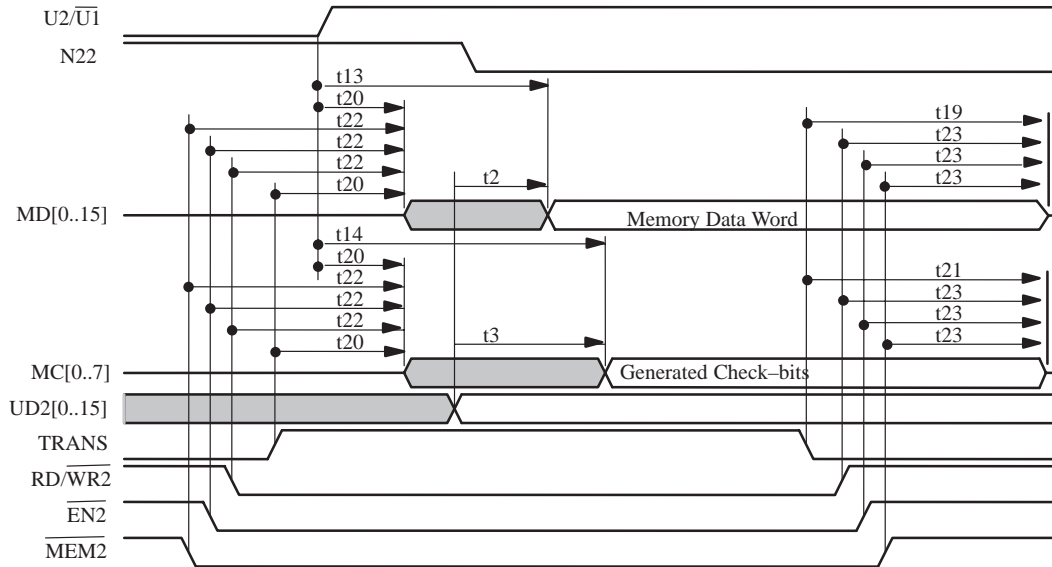 U2/U1
N22
t13
t20
t22
t22
t22
t20
t19
t23
t23
t23
t2
MD[0..15]
Memory Data Word
t14
t20
t22
t22
t22
t20
t21
t23
t23
t23
t3
MC[0..7]
Generated Check–bits
UD2[0..15]
TRANS
RD/WR2
EN2
MEM2